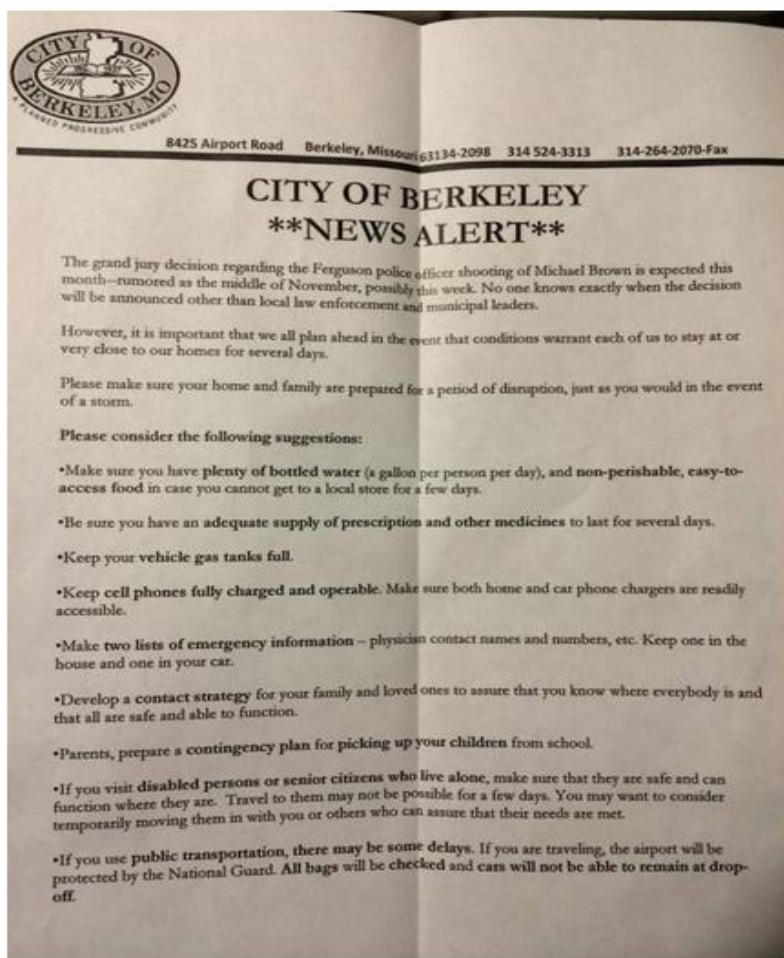 CITY OF
BERKELEY, MO
A PLANNED PROGRESSIVE COMMUNITY
8425 Airport Road Berkeley, Missouri 63134-2098 314 524-3313 314-264-2070-Fax
CITY OF BERKELEY
**NEWS ALERT**
The grand jury decision regarding the Ferguson police officer shooting of Michael Brown is expected this
month–rumored as the middle of November, possibly this week. No one knows exactly when the decision
will be announced other than local law enforcement and municipal leaders.
However, it is important that we all plan ahead in the event that conditions warrant each of us to stay at or
very close to our homes for several days.
Please make sure your home and family are prepared for a period of disruption, just as you would in the event
of a storm.
Please consider the following suggestions:
•Make sure you have plenty of bottled water (a gallon per person per day), and non-perishable, easy-to-
access food in case you cannot get to a local store for a few days.
•Be sure you have an adequate supply of prescription and other medicines to last for several days.
•Keep your vehicle gas tanks full.
•Keep cell phones fully charged and operable. Make sure both home and car phone chargers are readily
accessible.
•Make two lists of emergency information – physician contact names and numbers, etc. Keep one in the
house and one in your car.
•Develop a contact strategy for your family and loved ones to assure that you know where everybody is and
that all are safe and able to function.
•Parents, prepare a contingency plan for picking up your children from school.
•If you visit disabled persons or senior citizens who live alone, make sure that they are safe and can
function where they are. Travel to them may not be possible for a few days. You may want to consider
temporarily moving them in with you or others who can assure that their needs are met.
•If you use public transportation, there may be some delays. If you are traveling, the airport will be
protected by the National Guard. All bags will be checked and cars will not be able to remain at drop-
off.